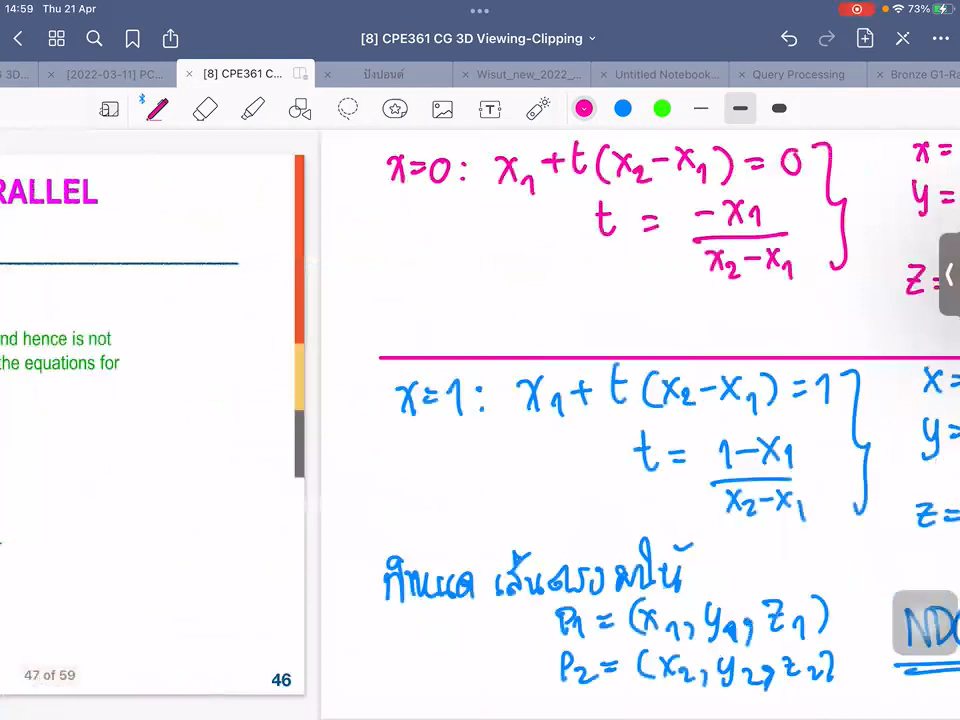 14:59 Thu 21 Apr
73%
[8] CPE361 CG 3D Viewing-Clipping
G 3D...
[2022-03-11] PC...
[8] CPE361 C...
ปังปอนด์
Wisut_new_2022_...
Untitled Notebook...
Query Processing
Bronze G1-Ra
RALLEL
nd hence is not
the equations for
47 of 59
46
x=0: x₁+t(x₂-x₁)=0
t = -x₁/(x₂-x₁)
x=
y=
z=
x=1: x₁+t(x₂-x₁)=1
t = (1-x₁)/(x₂-x₁)
x=
y=
z=
กำหนด เส้นตรง มาให้
P₁ = (x₁, y₁, z₁)
P₂ = (x₂, y₂, z₂)
NDC